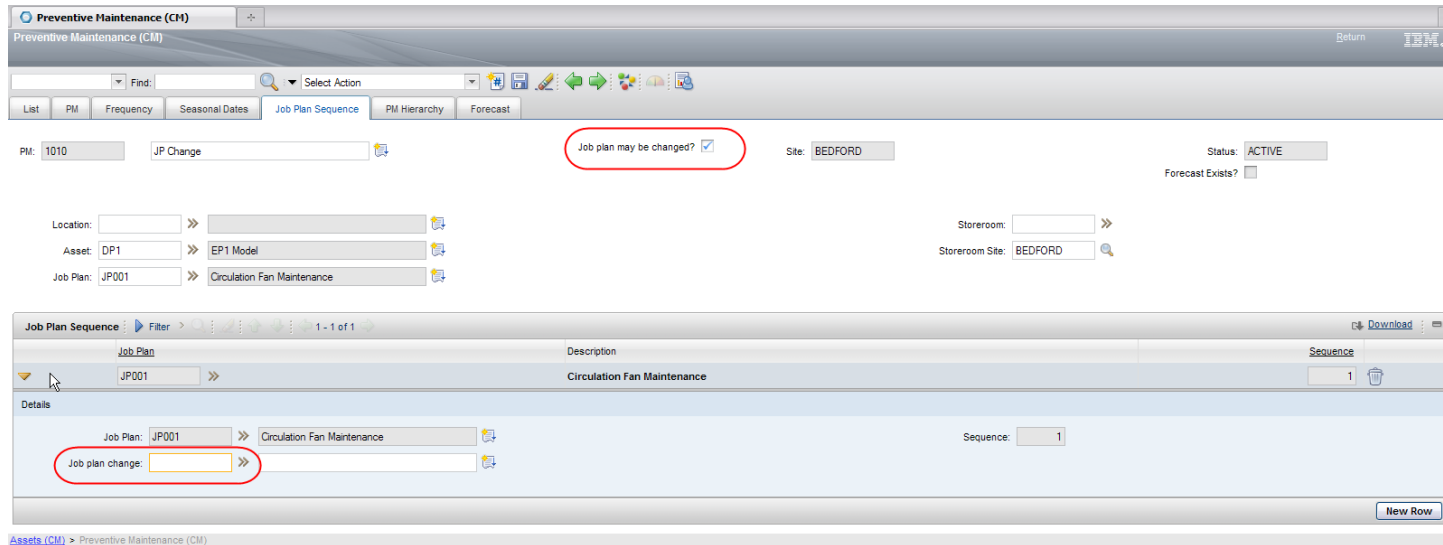 Preventive Maintenance (CM)
Preventive Maintenance (CM) Return IBM.
Find: Select Action
List PM Frequency Seasonal Dates Job Plan Sequence PM Hierarchy Forecast
PM: 1010 JP Change Job plan may be changed? Site: BEDFORD Status: ACTIVE
Forecast Exists?
Location: Storeroom:
Asset: DP1 EP1 Model Storeroom Site: BEDFORD
Job Plan: JP001 Circulation Fan Maintenance
Job Plan Sequence Filter > 1 - 1 of 1 Download
Job Plan Description Sequence
JP001 Circulation Fan Maintenance 1
Details
Job Plan: JP001 Circulation Fan Maintenance Sequence: 1
Job plan change:
New Row
Assets (CM) > Preventive Maintenance (CM)